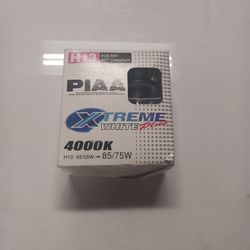 H13
PIAA
XTREME
WHITE Plus
4000K
H13 65/55W → 85/75W